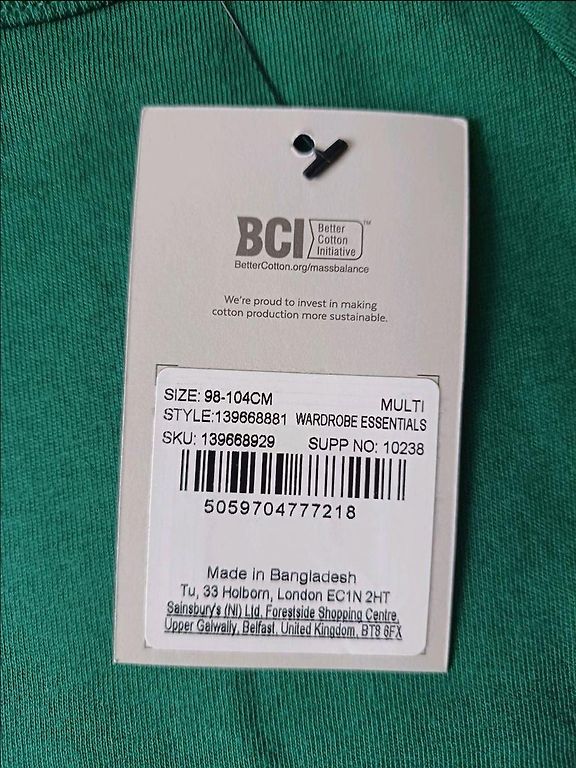 BCI Better Cotton Initiative ™
BetterCotton.org/massbalance
We're proud to invest in making
cotton production more sustainable.
SIZE: 98-104CM MULTI
STYLE:139668881 WARDROBE ESSENTIALS
SKU: 139668929 SUPP NO: 10238
5059704777218
Made in Bangladesh
Tu, 33 Holborn, London EC1N 2HT
Sainsbury's (NI) Ltd, Forestside Shopping Centre,
Upper Galwally, Belfast, United Kingdom, BT8 6FX